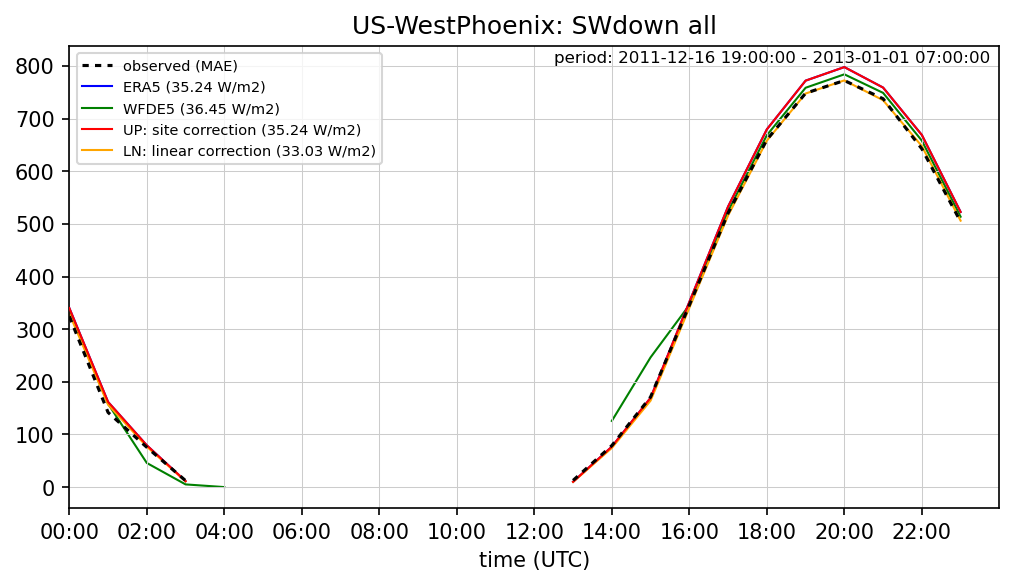 US-WestPhoenix: SWdown all
period: 2011-12-16 19:00:00 - 2013-01-01 07:00:00
observed (MAE)
ERA5 (35.24 W/m2)
WFDE5 (36.45 W/m2)
UP: site correction (35.24 W/m2)
LN: linear correction (33.03 W/m2)
800
700
600
500
400
300
200
100
0
00:00 02:00 04:00 06:00 08:00 10:00 12:00 14:00 16:00 18:00 20:00 22:00
time (UTC)